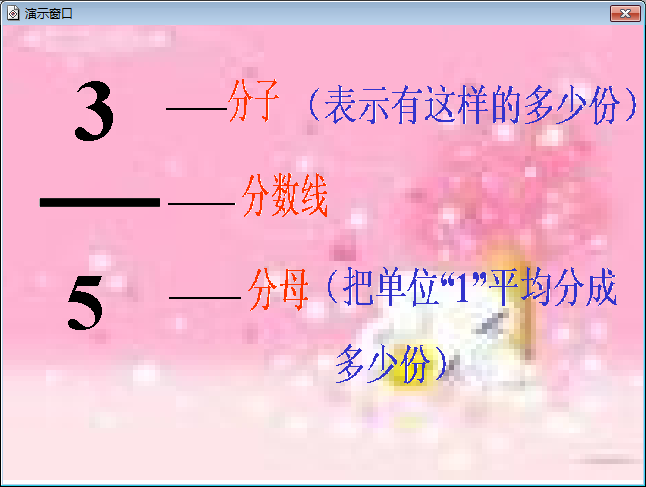 演示窗口
3
分子 （表示有这样的多少份）
分数线
5
分母（把单位“1”平均分成
多少份）